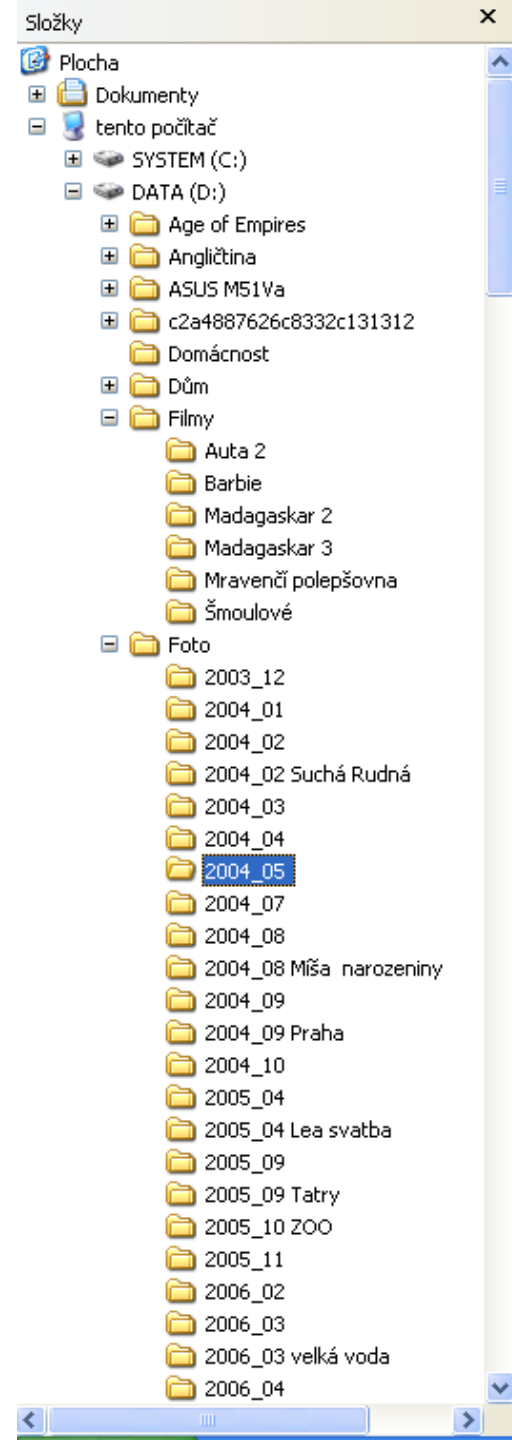 Složky
Plocha
Dokumenty
tento počítač
SYSTEM (C:)
DATA (D:)
Age of Empires
Angličtina
ASUS M51Va
c2a4887626c8332c131312
Domácnost
Dům
Filmy
Auta 2
Barbie
Madagaskar 2
Madagaskar 3
Mravenčí polepšovna
Šmoulové
Foto
2003_12
2004_01
2004_02
2004_02 Suchá Rudná
2004_03
2004_04
2004_05
2004_07
2004_08
2004_08 Míša  narozeniny
2004_09
2004_09 Praha
2004_10
2005_04
2005_04 Lea svatba
2005_09
2005_09 Tatry
2005_10 ZOO
2005_11
2006_02
2006_03
2006_03 velká voda
2006_04